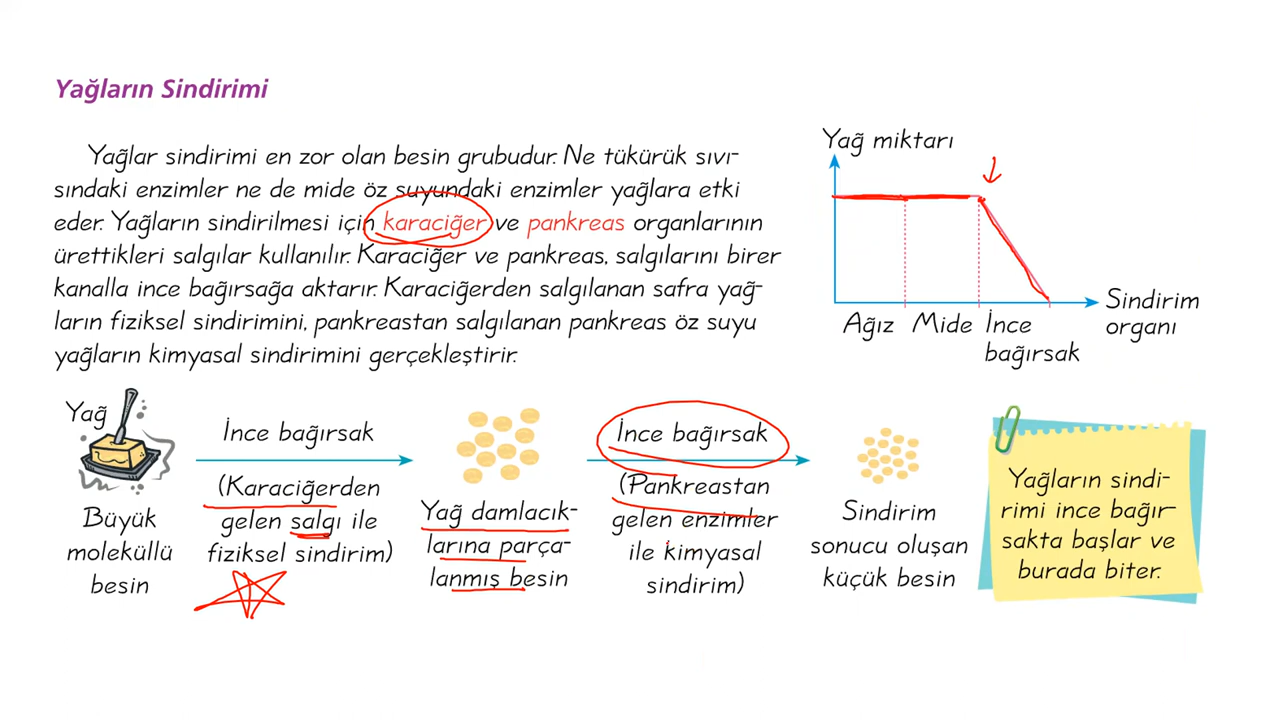 Yağların Sindirimi
Yağlar sindirimi en zor olan besin grubudur. Ne tükürük sıvı-
sındaki enzimler ne de mide öz suyundaki enzimler yağlara etki
eder. Yağların sindirilmesi için karaciğer ve pankreas organlarının
ürettikleri salgılar kullanılır. Karaciğer ve pankreas, salgılarını birer
kanalla ince bağırsağa aktarır. Karaciğerden salgılanan safra yağ-
ların fiziksel sindirimini, pankreastan salgılanan pankreas öz suyu
yağların kimyasal sindirimini gerçekleştirir.
Yağ miktarı
Sindirim
organı
Ağız
Mide
İnce
bağırsak
Yağ
Büyük
moleküllü
besin
İnce bağırsak
(Karaciğerden
gelen salgı ile
fiziksel sindirim)
Yağ damlacık-
larına parça-
lanmış besin
İnce bağırsak
(Pankreastan
gelen enzimler
ile kimyasal
sindirim)
Sindirim
sonucu oluşan
küçük besin
Yağların sindi-
rimi ince bağır-
sakta başlar ve
burada biter.